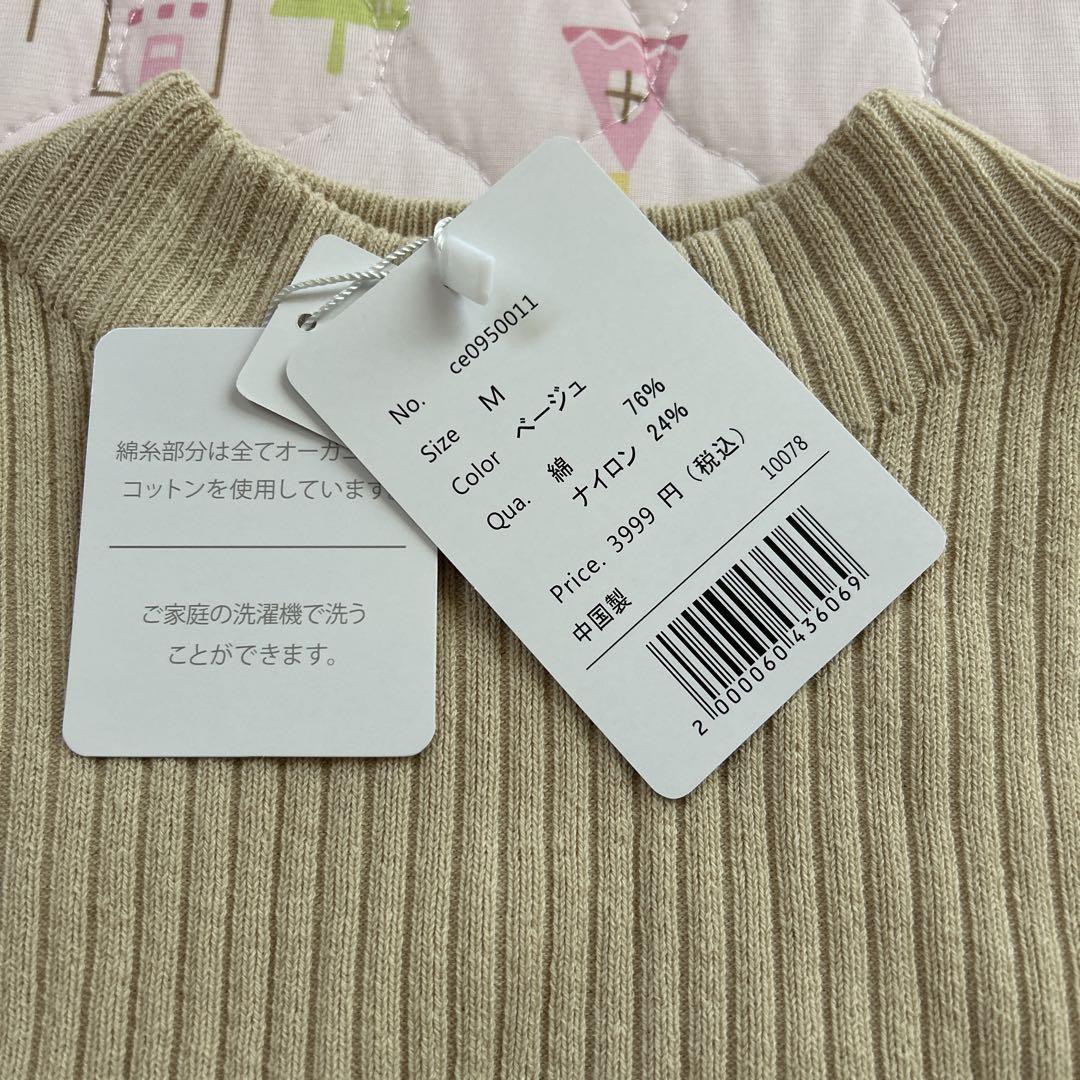 綿糸部分は全てオーガニ
コットンを使用しています。
ご家庭の洗濯機で洗う
ことができます。
No. ce0950011
Size M
Color ベージュ
Qua. 綿 76%
ナイロン 24%
Price. 3999 円（税込）
中国製 10078
2000060436069